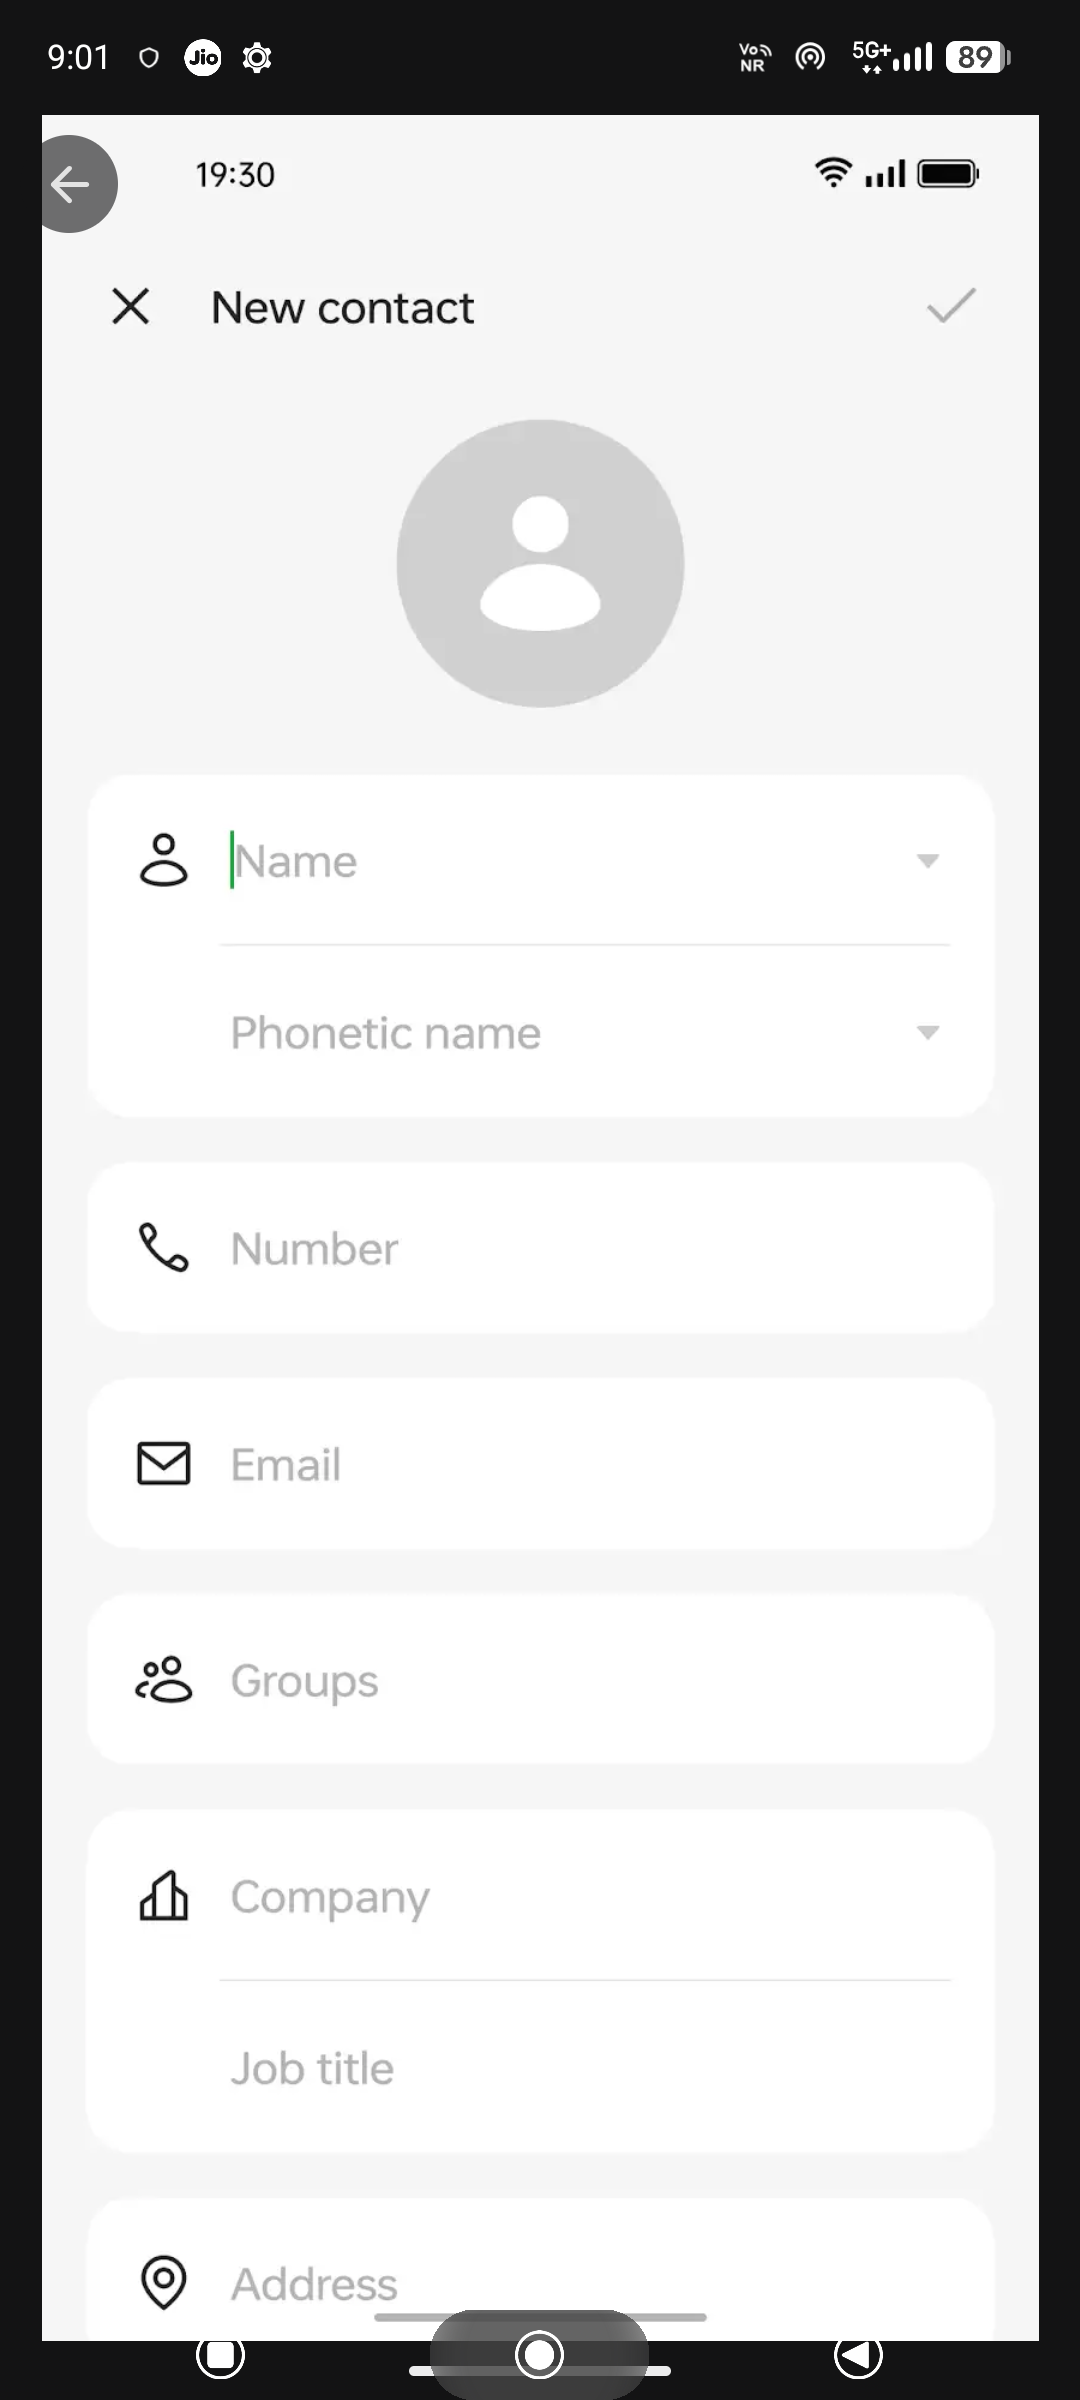 9:01 Jio Vo NR 5G+ 89
19:30
New contact
Name
Phonetic name
Number
Email
Groups
Company
Job title
Address